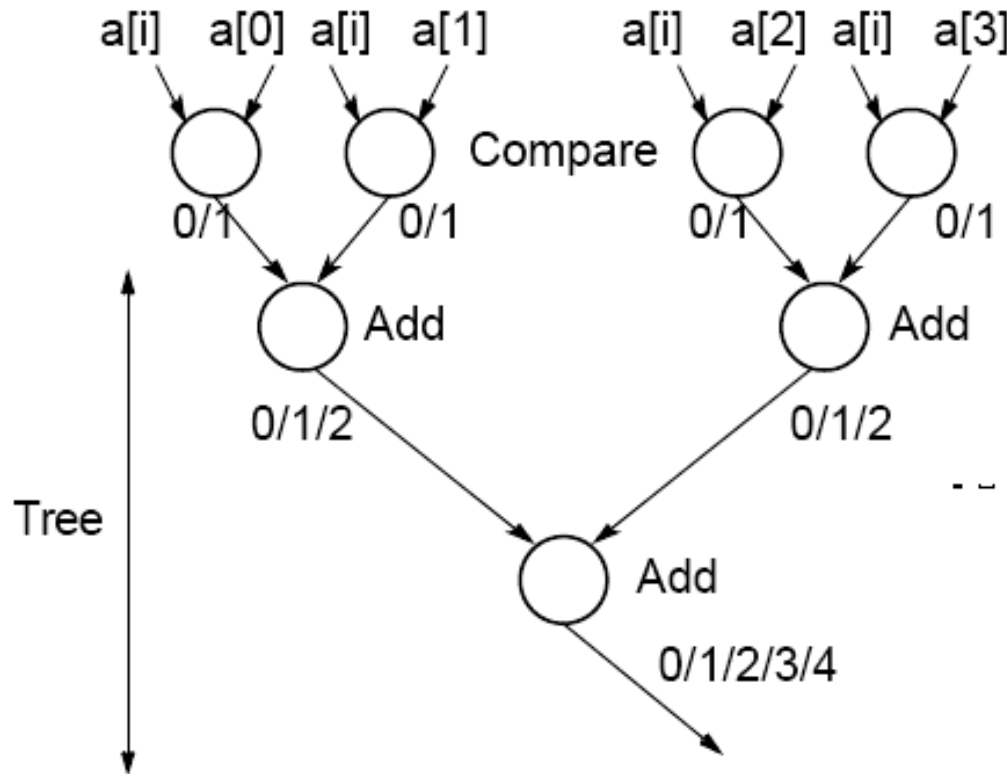 a[i] a[0] a[i] a[1] a[i] a[2] a[i] a[3]
Compare
0/1 0/1 0/1 0/1
Add Add
0/1/2 0/1/2
Tree
Add
0/1/2/3/4